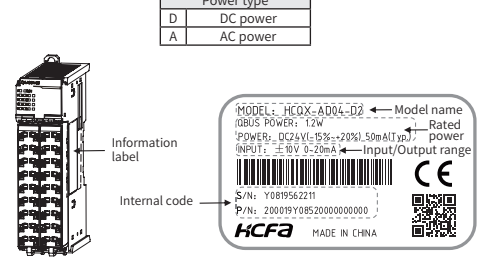 Power type
D DC power
A AC power
MODEL: HCQX-AD04-D2
Model name
QBUS POWER: 1.2W
POWER: DC24V(-15%~+20%) 50mA(Typ)
Rated power
INPUT: ±10V 0~20mA
Input/Output range
Information label
Internal code
S/N: Y0819562211
P/N: 200019Y08520000000000
CE
HCFA
MADE IN CHINA